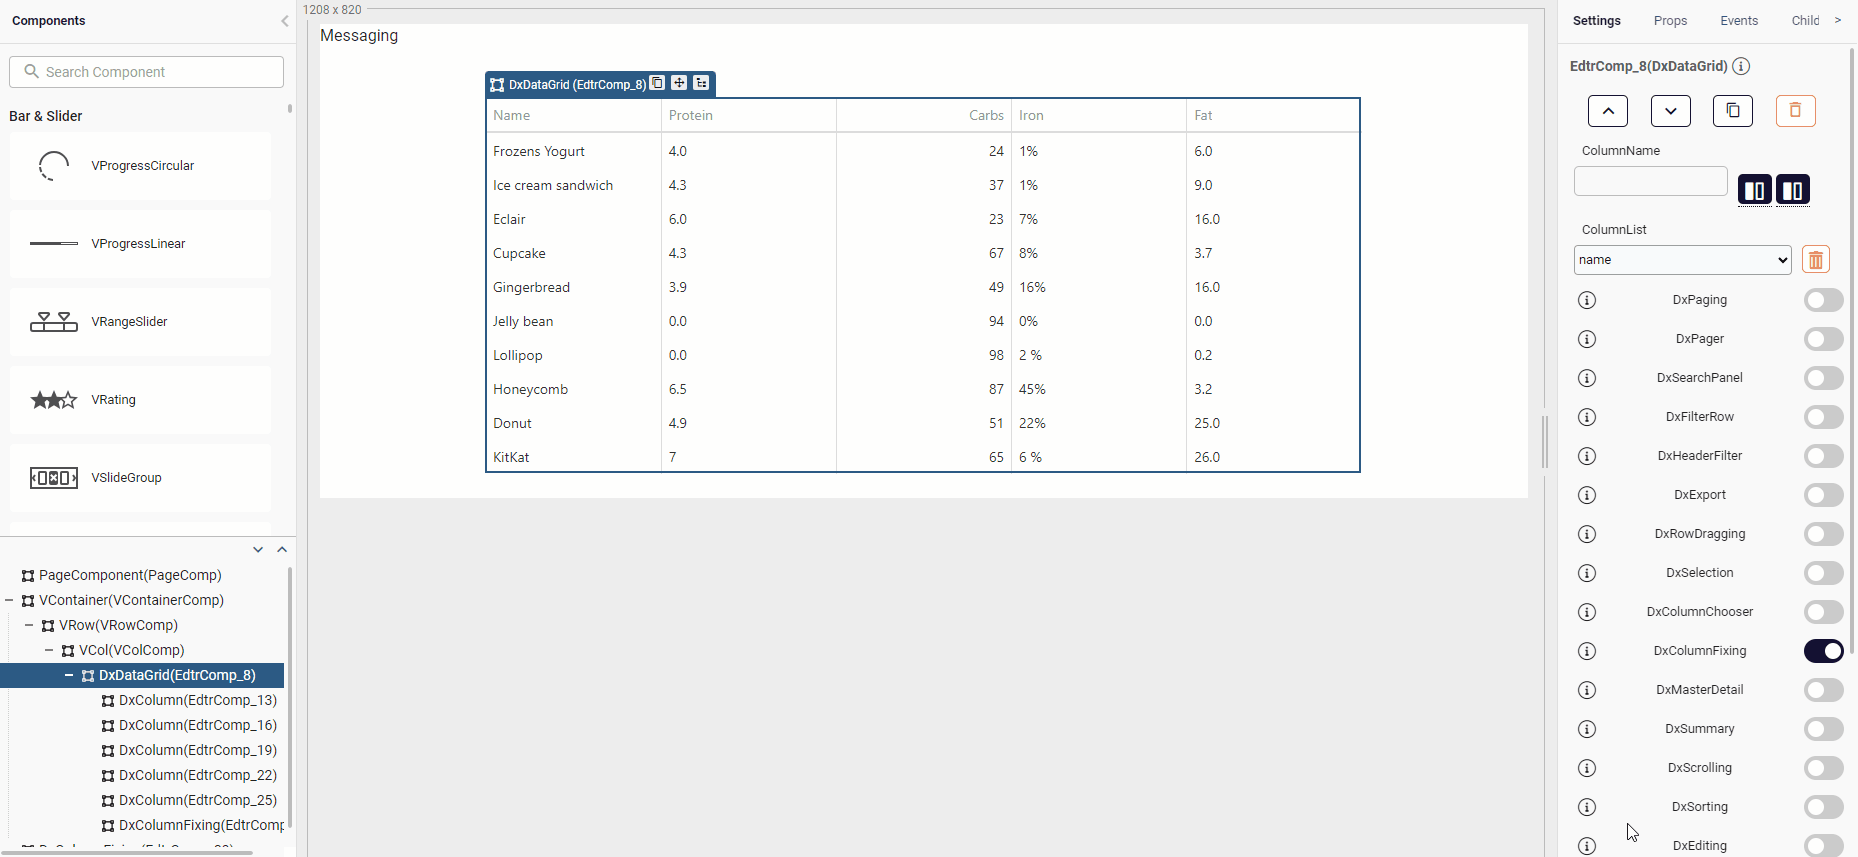 Components
Search Component
Bar & Slider
VProgressCircular
VProgressLinear
VRangeSlider
VRating
VSlideGroup
PageComponent(PageComp)
VContainer(VContainerComp)
VRow(VRowComp)
VCol(VColComp)
DxDataGrid(EdtrComp_8)
DxColumn(EdtrComp_13)
DxColumn(EdtrComp_16)
DxColumn(EdtrComp_19)
DxColumn(EdtrComp_22)
DxColumn(EdtrComp_25)
DxColumnFixing(EdtrComp
1208 x 820
Messaging
DxDataGrid (EdtrComp_8)
Name Protein Carbs Iron Fat
Frozens Yogurt 4.0 24 1% 6.0
Ice cream sandwich 4.3 37 1% 9.0
Eclair 6.0 23 7% 16.0
Cupcake 4.3 67 8% 3.7
Gingerbread 3.9 49 16% 16.0
Jelly bean 0.0 94 0% 0.0
Lollipop 0.0 98 2 % 0.2
Honeycomb 6.5 87 45% 3.2
Donut 4.9 51 22% 25.0
KitKat 7 65 6 % 26.0
Settings Props Events Child >
EdtrComp_8(DxDataGrid)
ColumnName
ColumnList
name
DxPaging
DxPager
DxSearchPanel
DxFilterRow
DxHeaderFilter
DxExport
DxRowDragging
DxSelection
DxColumnChooser
DxColumnFixing
DxMasterDetail
DxSummary
DxScrolling
DxSorting
DxEditing